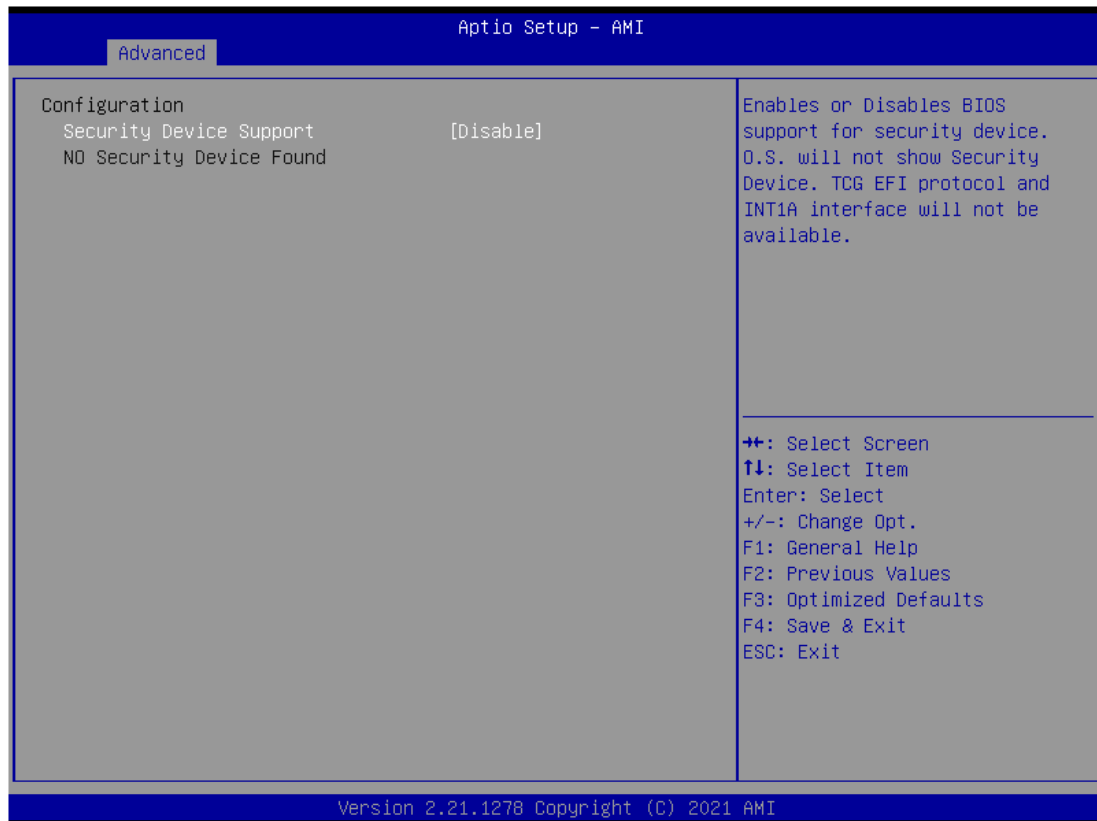 Aptio Setup – AMI
Advanced
Configuration
Security Device Support [Disable]
NO Security Device Found
Enables or Disables BIOS
support for security device.
O.S. will not show Security
Device. TCG EFI protocol and
INT1A interface will not be
available.
→←: Select Screen
↑↓: Select Item
Enter: Select
+/-: Change Opt.
F1: General Help
F2: Previous Values
F3: Optimized Defaults
F4: Save & Exit
ESC: Exit
Version 2.21.1278 Copyright (C) 2021 AMI